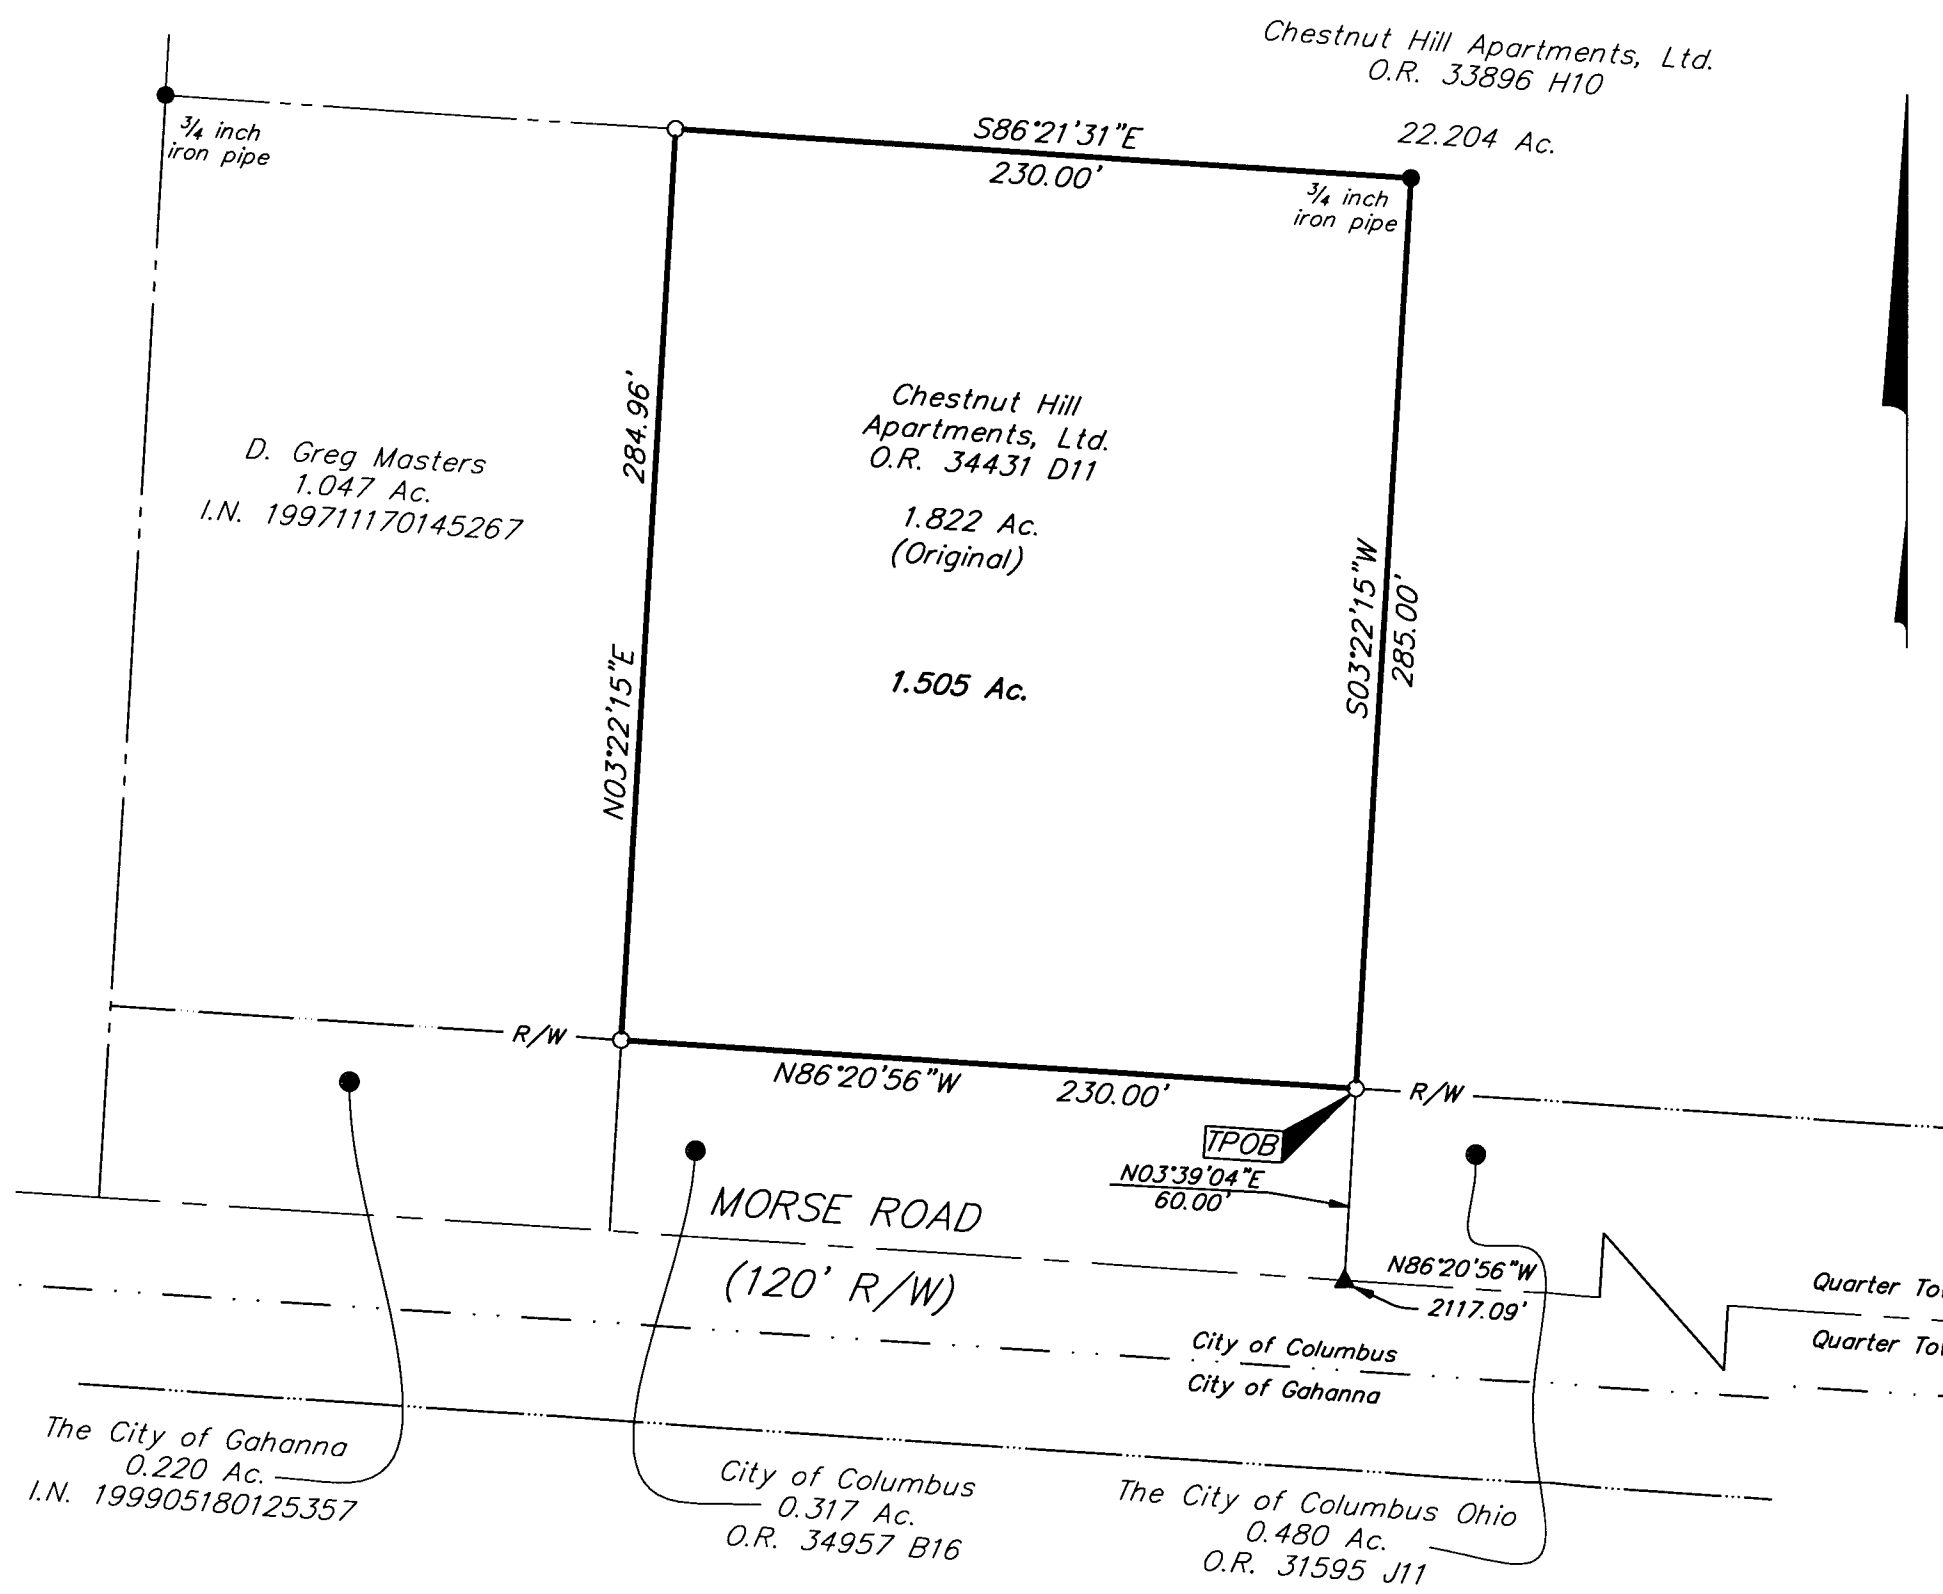 Chestnut Hill Apartments, Ltd.
O.R. 33896 H10
22.204 Ac.
3/4 inch
iron pipe
S86°21'31"E
230.00'
3/4 inch
iron pipe
284.96'
N03°22'15"E
Chestnut Hill
Apartments, Ltd.
O.R. 34431 D11
1.822 Ac.
(Original)
1.505 Ac.
D. Greg Masters
1.047 Ac.
I.N. 199711170145267
S03°22'15"W
285.00'
R/W
N86°20'56"W 230.00'
R/W
TPOB
N03°39'04"E
60.00'
MORSE ROAD
(120' R/W)
N86°20'56"W
2117.09'
Quarter
Quarter
City of Columbus
City of Gahanna
The City of Gahanna
0.220 Ac.
I.N. 199905180125357
City of Columbus
0.317 Ac.
O.R. 34957 B16
The City of Columbus Ohio
0.480 Ac.
O.R. 31595 J11